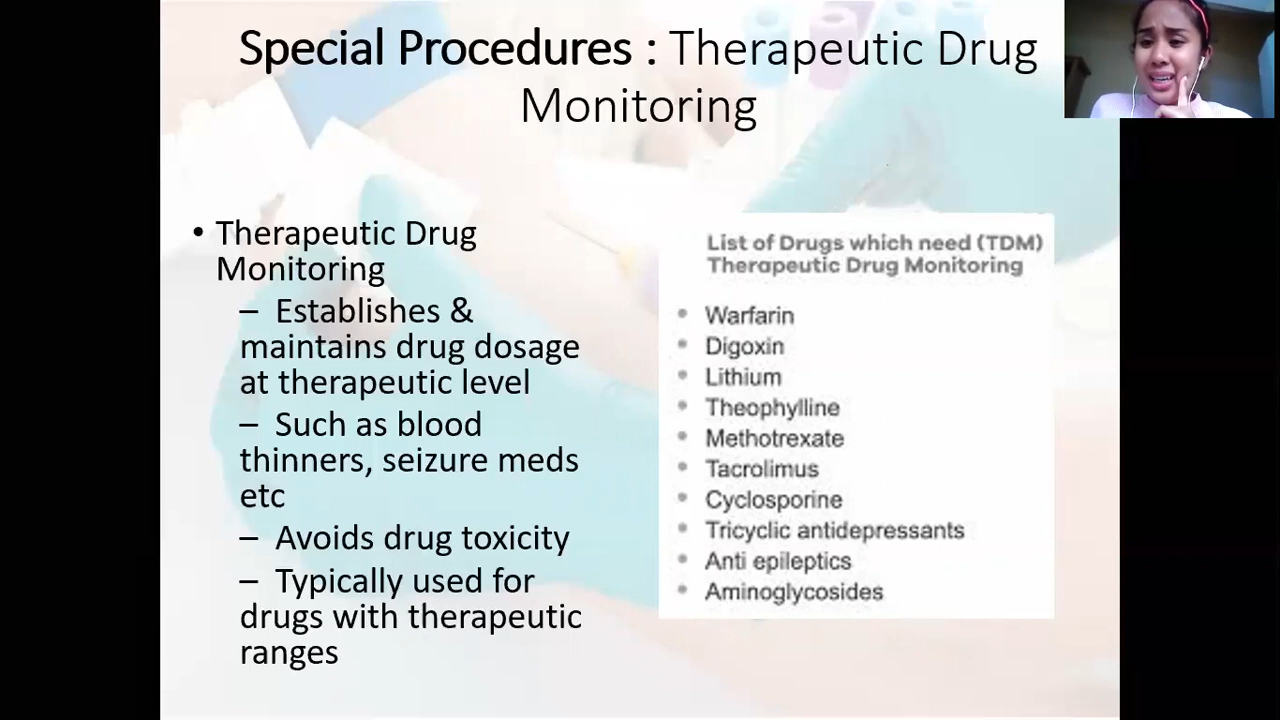 Special Procedures : Therapeutic Drug
Monitoring
• Therapeutic Drug
Monitoring
– Establishes &
maintains drug dosage
at therapeutic level
– Such as blood
thinners, seizure meds
etc
– Avoids drug toxicity
– Typically used for
drugs with therapeutic
ranges
List of Drugs which need (TDM)
Therapeutic Drug Monitoring
• Warfarin
• Digoxin
• Lithium
• Theophylline
• Methotrexate
• Tacrolimus
• Cyclosporine
• Tricyclic antidepressants
• Anti epileptics
• Aminoglycosides